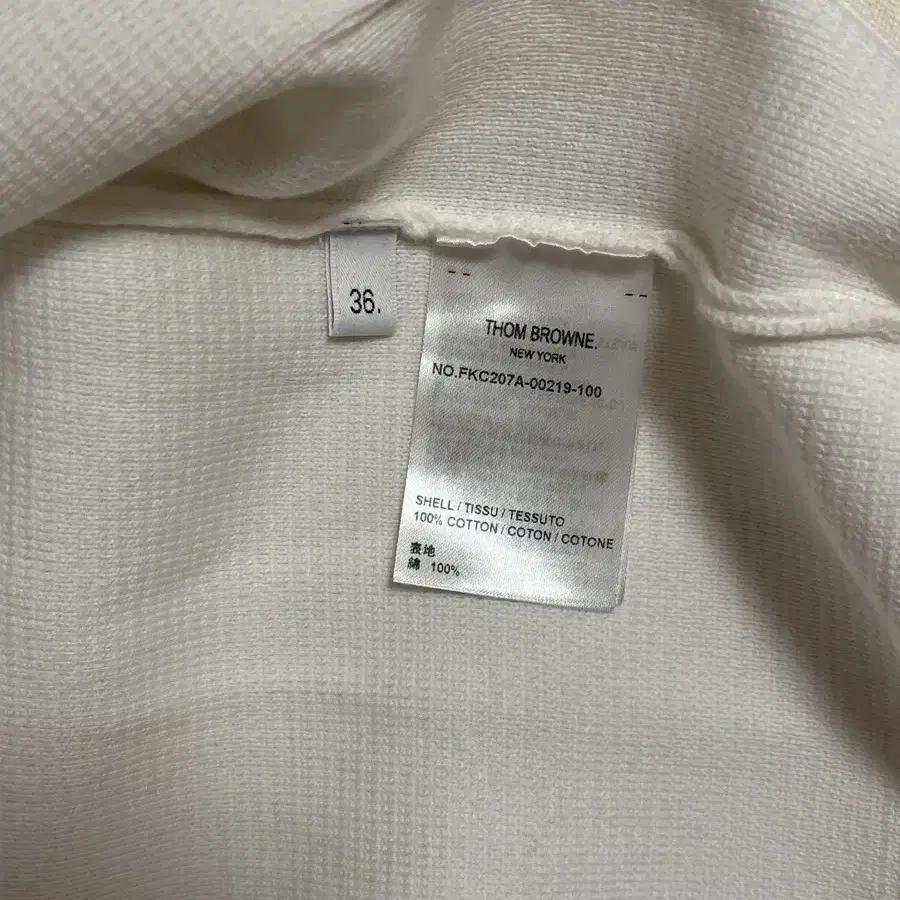 36.
THOM BROWNE.
NEW YORK
NO.FKC207A-00219-100
SHELL / TISSU / TESSUTO
100% COTTON / COTON / COTONE
表地
綿 100%